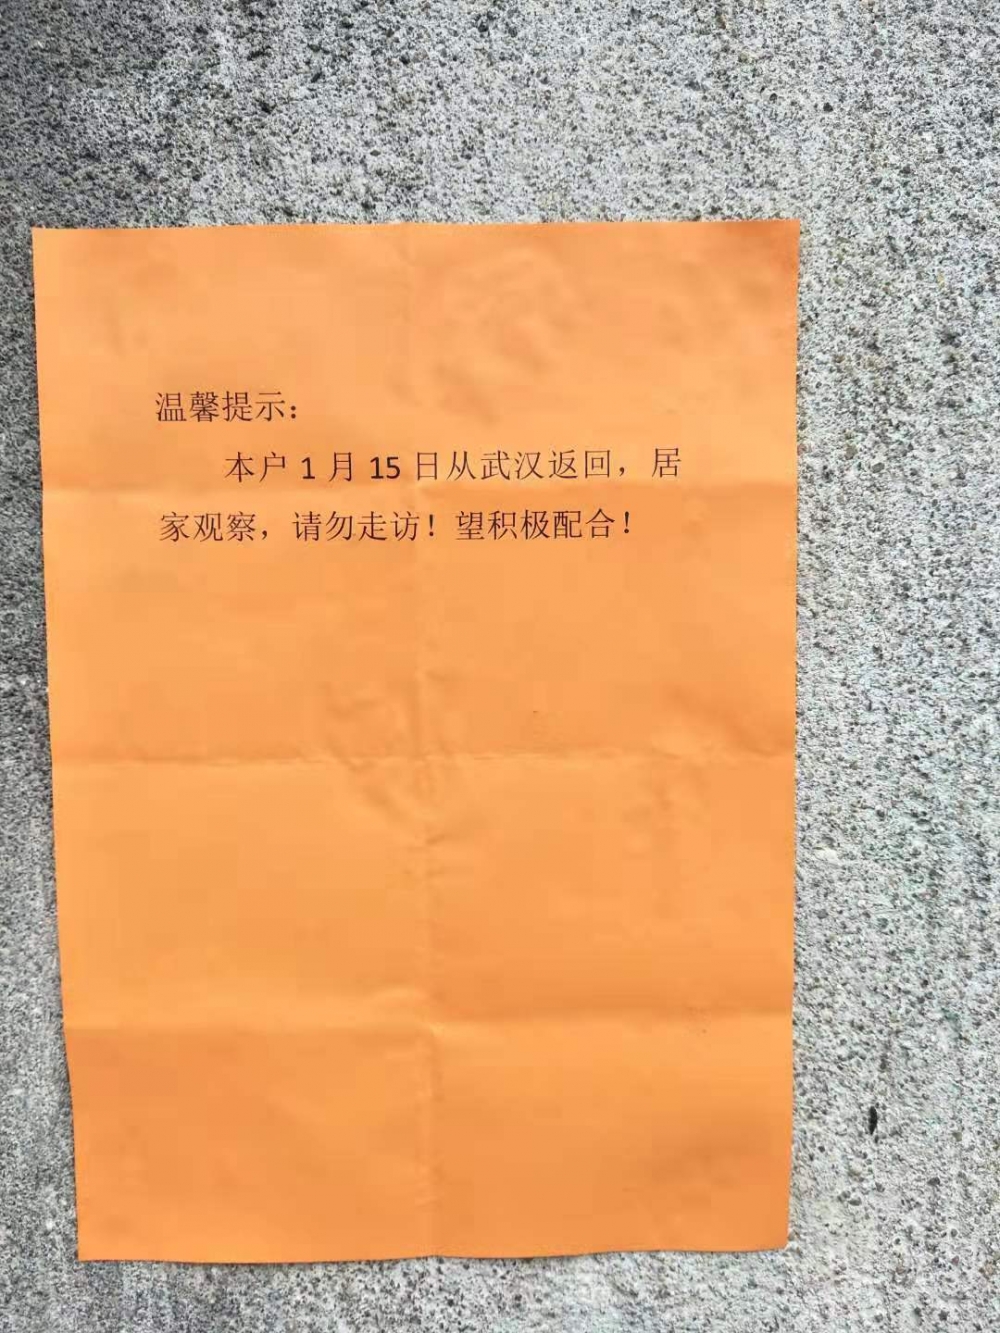 温馨提示：
本户 1 月 15 日从武汉返回，居
家观察，请勿走访！望积极配合！